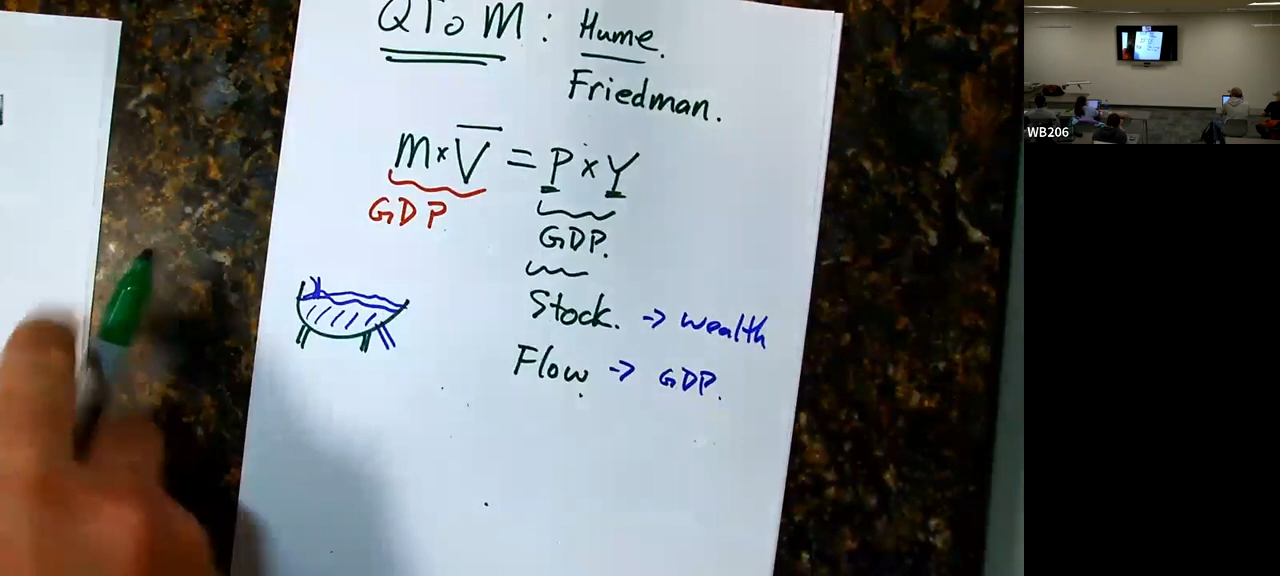 QToM : Hume.
Friedman.
M × V̅ = P × Y
GDP
GDP.
Stock. → wealth
Flow → GDP.
WB206